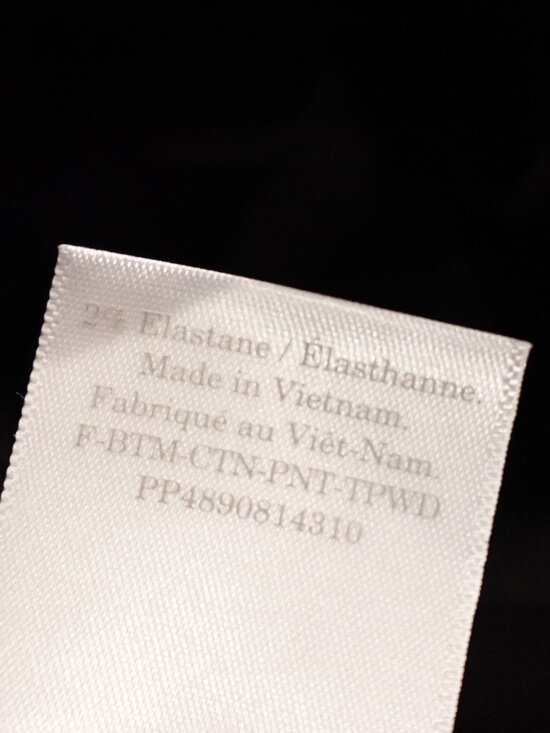 2% Elastane / Élasthanne.
Made in Vietnam.
Fabriqué au Viêt-Nam
F-BTM-CTN-PNT-TPWD
PP4890814310